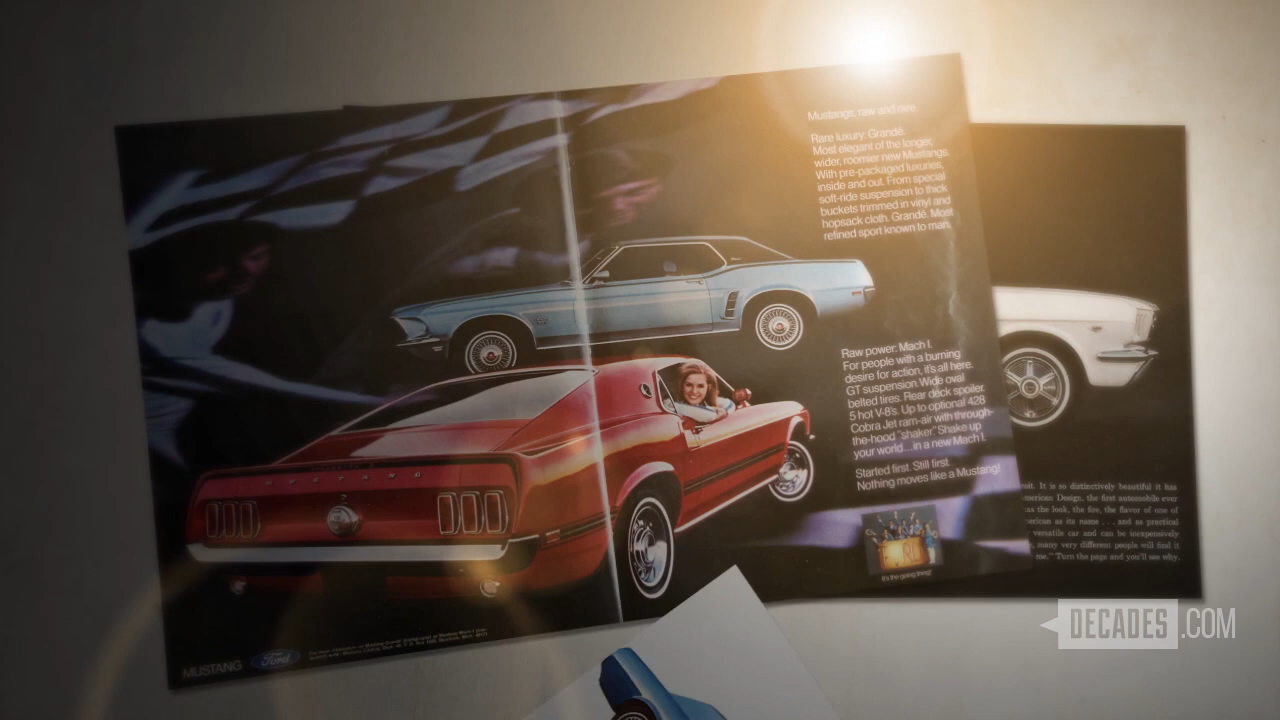 Mustangs, raw and rare.
Rare luxury: Grandé.
Most elegant of the longer,
wider, roomier new Mustangs.
With pre-packaged luxuries,
inside and out. From special
soft-ride suspension to thick
buckets trimmed in vinyl and
hopsack cloth. Grandé. Most
refined sport known to man.
Raw power: Mach I.
For people with a burning
desire for action, it's all here.
GT suspension. Wide oval
belted tires. Rear deck spoiler.
5 hot V-8's. Up to optional 428
Cobra Jet ram-air with through-
the-hood "shaker." Shake up
your world...in a new Mach I.
Started first. Still first.
Nothing moves like a Mustang!
It's the going thing!
MUSTANG
MUSTANG Ford
It is so distinctively beautiful it has
American Design, the first automobile ever
as the look, the fire, the flavor of one of
as its name . . . and as practical
versatile car and can be inexpensively
many very different people will find it
me." Turn the page and you'll see why.
DECADES.COM